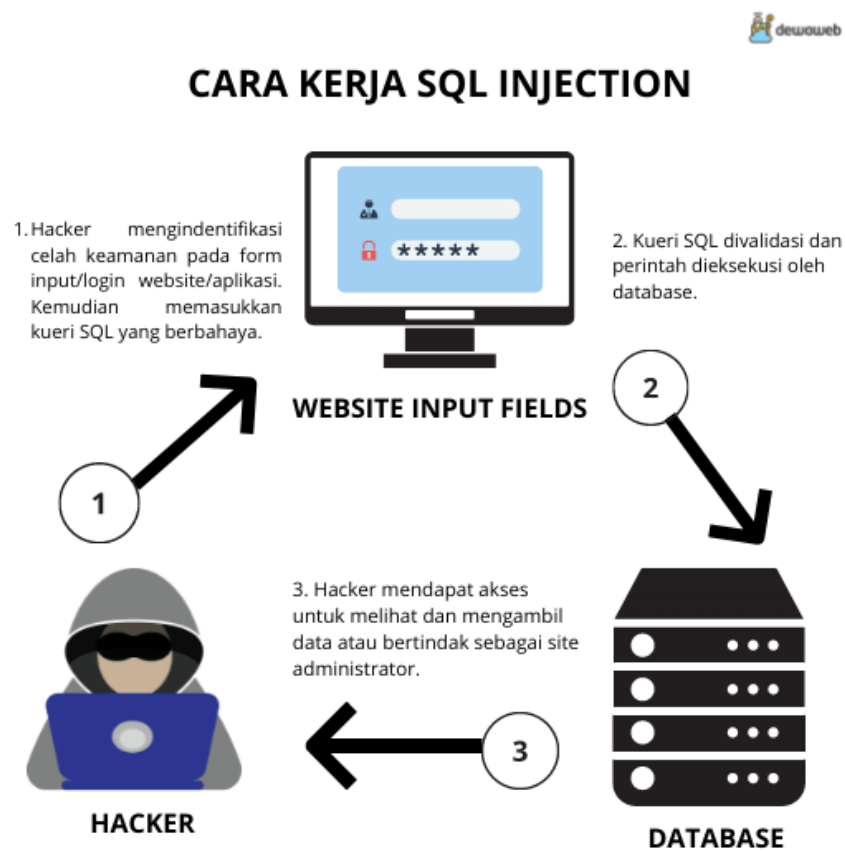 dewaweb
CARA KERJA SQL INJECTION
1. Hacker mengindentifikasi
celah keamanan pada form
input/login website/aplikasi.
Kemudian memasukkan
kueri SQL yang berbahaya.
*****
2. Kueri SQL divalidasi dan
perintah dieksekusi oleh
database.
WEBSITE INPUT FIELDS
2
1
3. Hacker mendapat akses
untuk melihat dan mengambil
data atau bertindak sebagai site
administrator.
3
HACKER
DATABASE